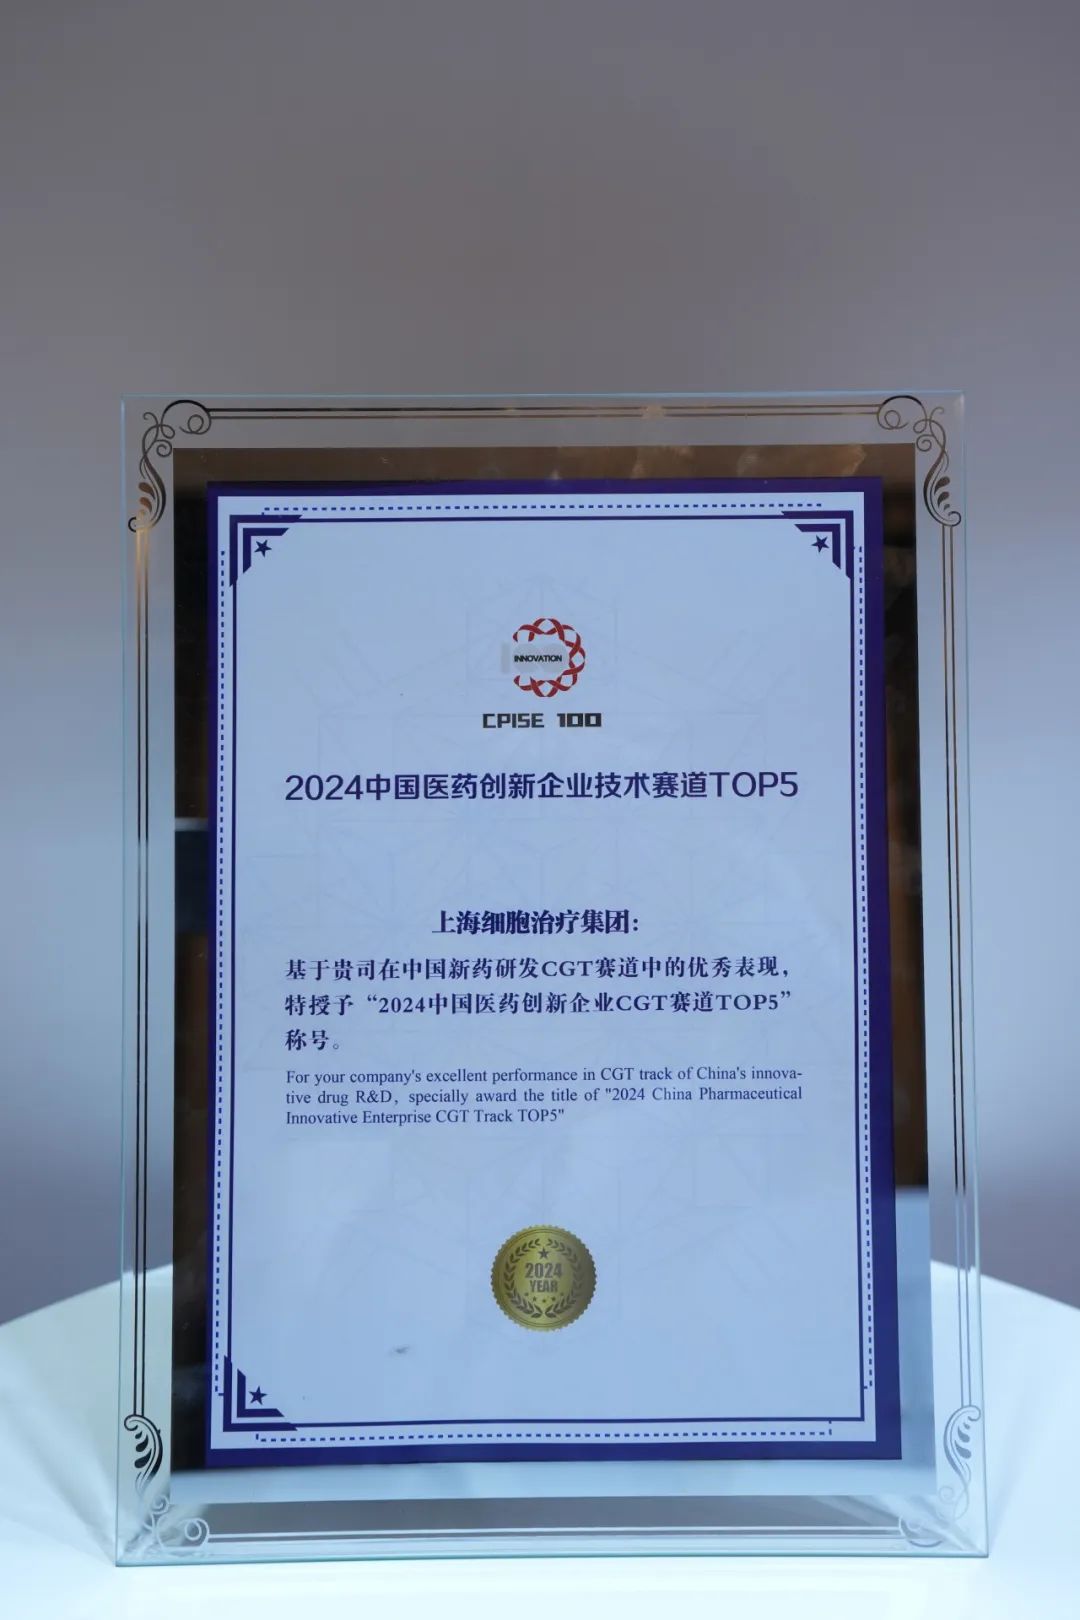 INNOVATION
CPISE 100
2024中国医药创新企业技术赛道TOP5
上海细胞治疗集团：
基于贵司在中国新药研发CGT赛道中的优秀表现，
特授予“2024中国医药创新企业CGT赛道TOP5”
称号。
For your company's excellent performance in CGT track of China's innova-
tive drug R&D，specially award the title of "2024 China Pharmaceutical
Innovative Enterprise CGT Track TOP5"
2024
YEAR